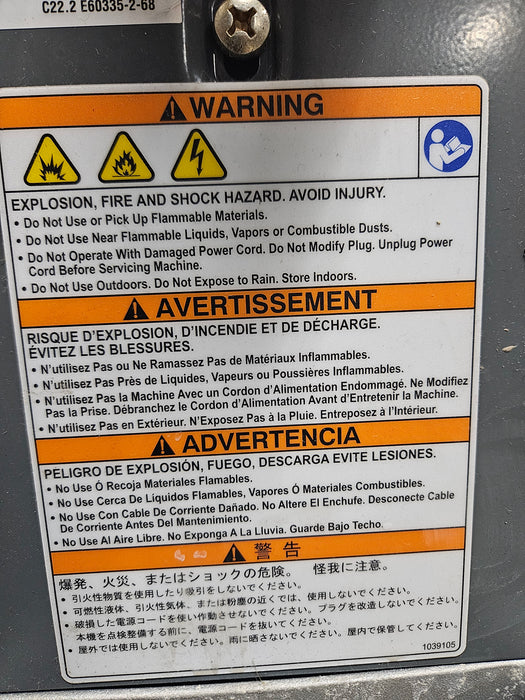 C22.2 E60335-2-68
WARNING
EXPLOSION, FIRE AND SHOCK HAZARD. AVOID INJURY.
• Do Not Use or Pick Up Flammable Materials.
• Do Not Use Near Flammable Liquids, Vapors or Combustible Dusts.
• Do Not Operate With Damaged Power Cord. Do Not Modify Plug. Unplug Power
Cord Before Servicing Machine.
• Do Not Use Outdoors. Do Not Expose to Rain. Store Indoors.
AVERTISSEMENT
RISQUE D'EXPLOSION, D'INCENDIE ET DE DÉCHARGE.
ÉVITEZ LES BLESSURES.
• N'utilisez Pas ou Ne Ramassez Pas de Matériaux Inflammables.
• N'utilisez Pas Près de Liquides, Vapeurs ou Poussières Inflammables.
• N'utilisez Pas la Machine Avec un Cordon d'Alimentation Endommagé. Ne Modifiez
Pas la Prise. Débranchez le Cordon d'Alimentation Avant d'Entretenir la Machine.
• N'utilisez Pas en Extérieur. N'Exposez Pas à la Pluie. Entreposez à l'Intérieur.
ADVERTENCIA
PELIGRO DE EXPLOSIÓN, FUEGO, DESCARGA EVITE LESIONES.
• No Use Ó Recoja Materiales Flamables.
• No Use Cerca De Líquidos Flamables, Vapores Ó Materiales Combustibles.
• No Use Con Cable De Corriente Dañado. No Altere El Enchufe. Desconecte Cable
De Corriente Antes Del Mantenimiento.
• No Use Al Aire Libre. No Exponga A La Lluvia. Guarde Bajo Techo.
警告
爆発、火災、またはショックの危険。 怪我に注意。
• 引火性物質を使用したり吸引をしないでください。
• 可燃性液体、引火性気体、または粉塵の近くでは、使用しないでください。
• 破損した電源コードを使い作動させないでください。プラグを改造しないでください。
本機を点検整備する前に、電源コードを抜いてください。
• 屋外では使用しないでください。雨に晒さないでください。屋内で保管してください。
1039105